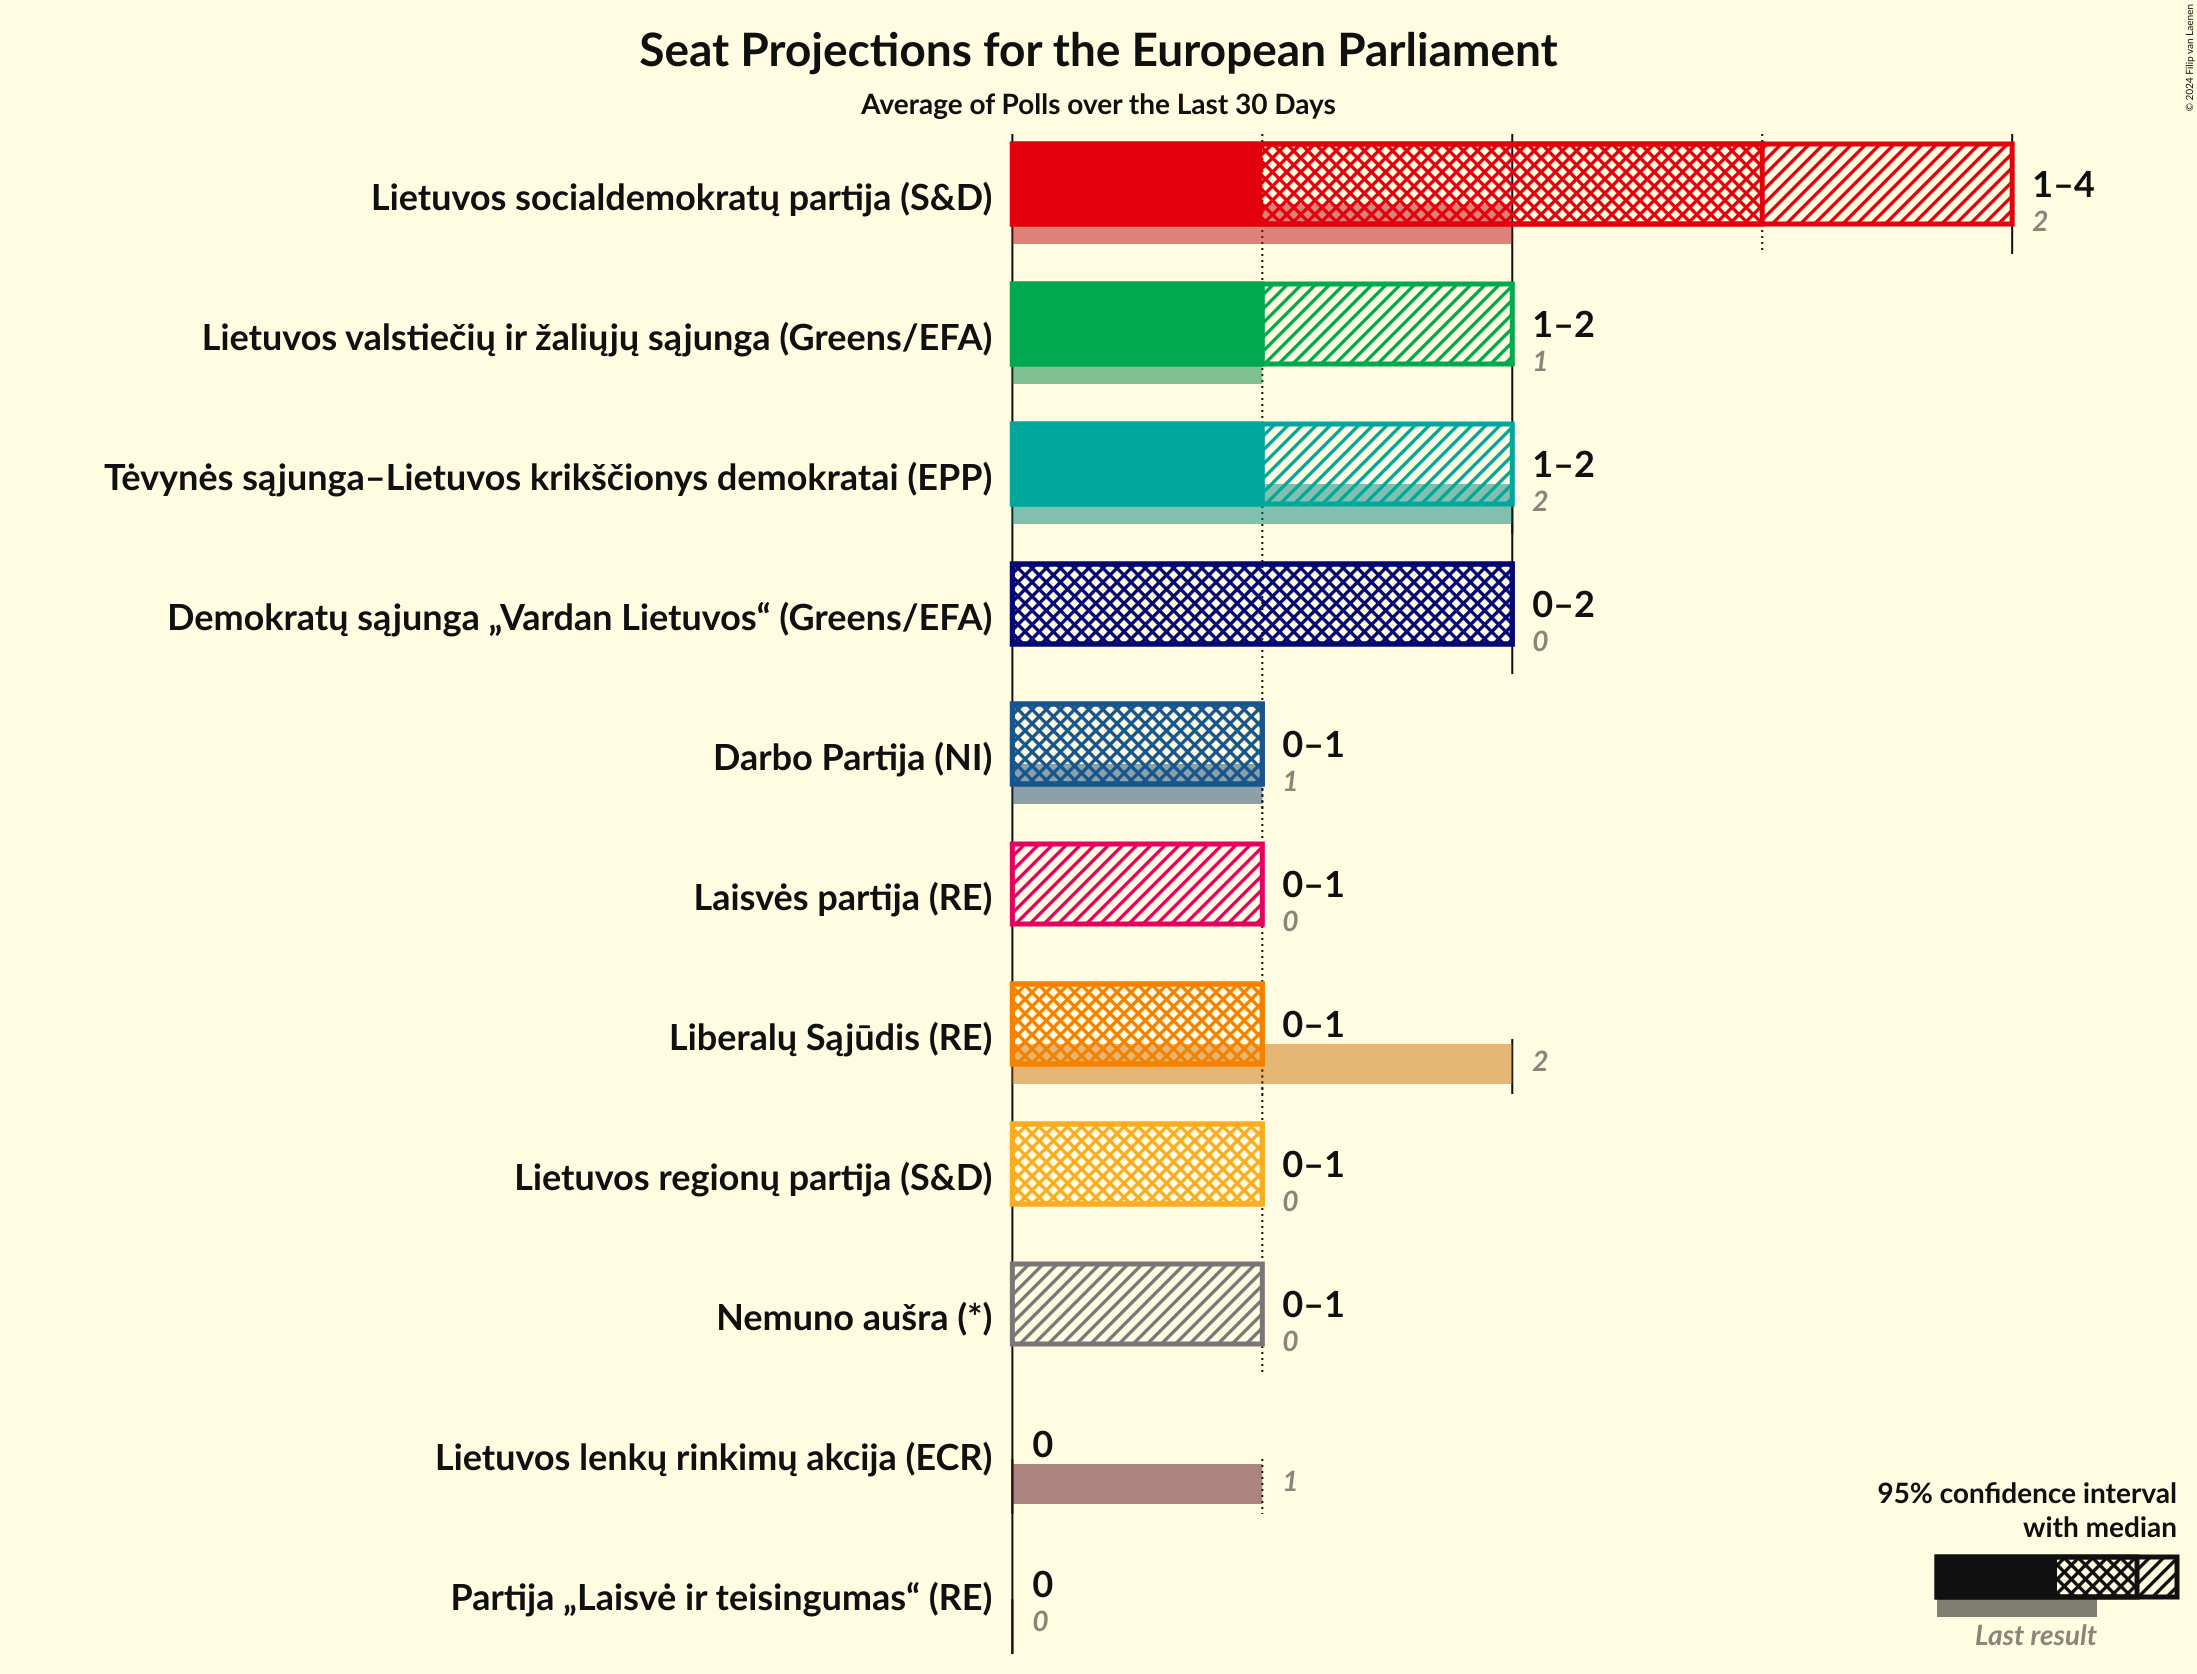 Seat Projections for the European Parliament
Average of Polls over the Last 30 Days
© 2024 Filip van Laenen
Lietuvos socialdemokratų partija (S&D)
1–4
2
Lietuvos valstiečių ir žaliųjų sąjunga (Greens/EFA)
1–2
1
Tėvynės sąjunga–Lietuvos krikščionys demokratai (EPP)
1–2
2
Demokratų sąjunga „Vardan Lietuvos“ (Greens/EFA)
0–2
0
Darbo Partija (NI)
0–1
1
Laisvės partija (RE)
0–1
0
Liberalų Sąjūdis (RE)
0–1
2
Lietuvos regionų partija (S&D)
0–1
0
Nemuno aušra (*)
0–1
0
Lietuvos lenkų rinkimų akcija (ECR)
0
1
Partija „Laisvė ir teisingumas“ (RE)
0
0
95% confidence interval
with median
Last result